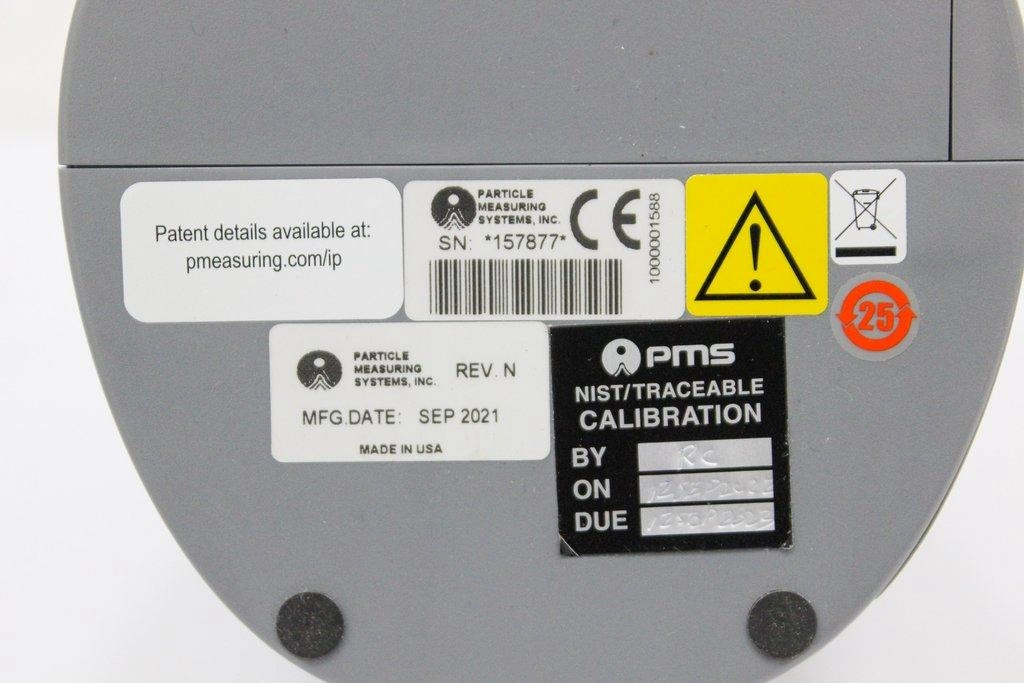 Patent details available at:
pmeasuring.com/ip
PARTICLE
MEASURING
SYSTEMS, INC.
CE
SN: *157877*
1000001588
25
PARTICLE
MEASURING
SYSTEMS, INC.
REV. N
MFG.DATE: SEP 2021
MADE IN USA
PMS
NIST/TRACEABLE
CALIBRATION
BY RC
ON
DUE